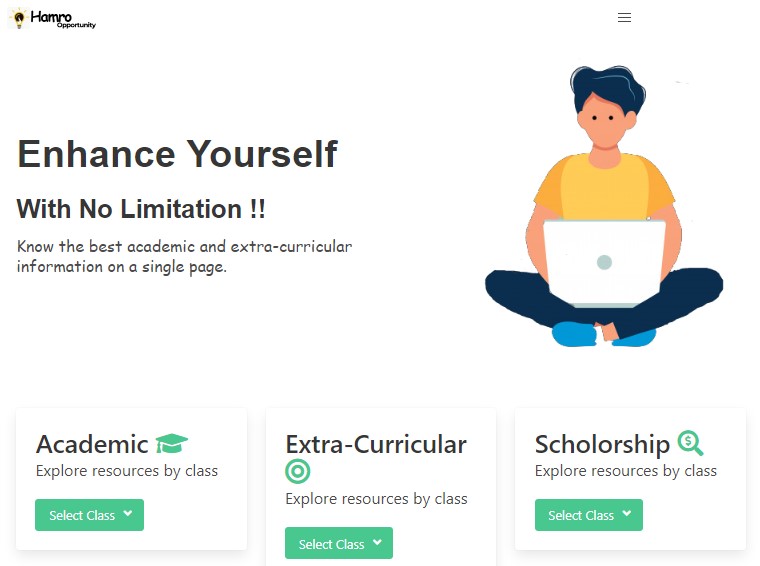 Hamro
Opportunity
Enhance Yourself
With No Limitation !!
Know the best academic and extra-curricular
information on a single page.
Academic
Explore resources by class
Select Class
Extra-Curricular
Explore resources by class
Select Class
Scholorship
Explore resources by class
Select Class